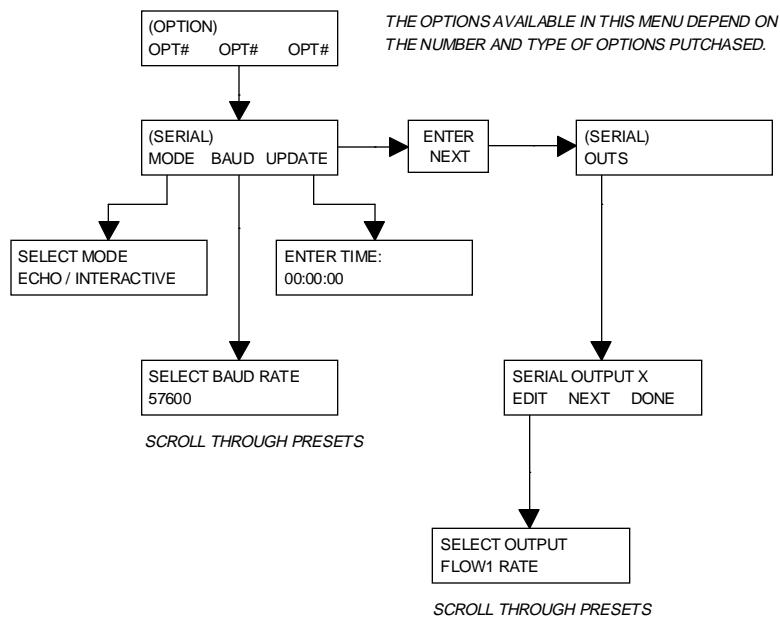 (OPTION)
OPT# OPT# OPT#
THE OPTIONS AVAILABLE IN THIS MENU DEPEND ON
THE NUMBER AND TYPE OF OPTIONS PUTCHASED.
(SERIAL)
MODE BAUD UPDATE
ENTER
NEXT
(SERIAL)
OUTS
SELECT MODE
ECHO / INTERACTIVE
ENTER TIME:
00:00:00
SELECT BAUD RATE
57600
SCROLL THROUGH PRESETS
SERIAL OUTPUT X
EDIT NEXT DONE
SELECT OUTPUT
FLOW1 RATE
SCROLL THROUGH PRESETS